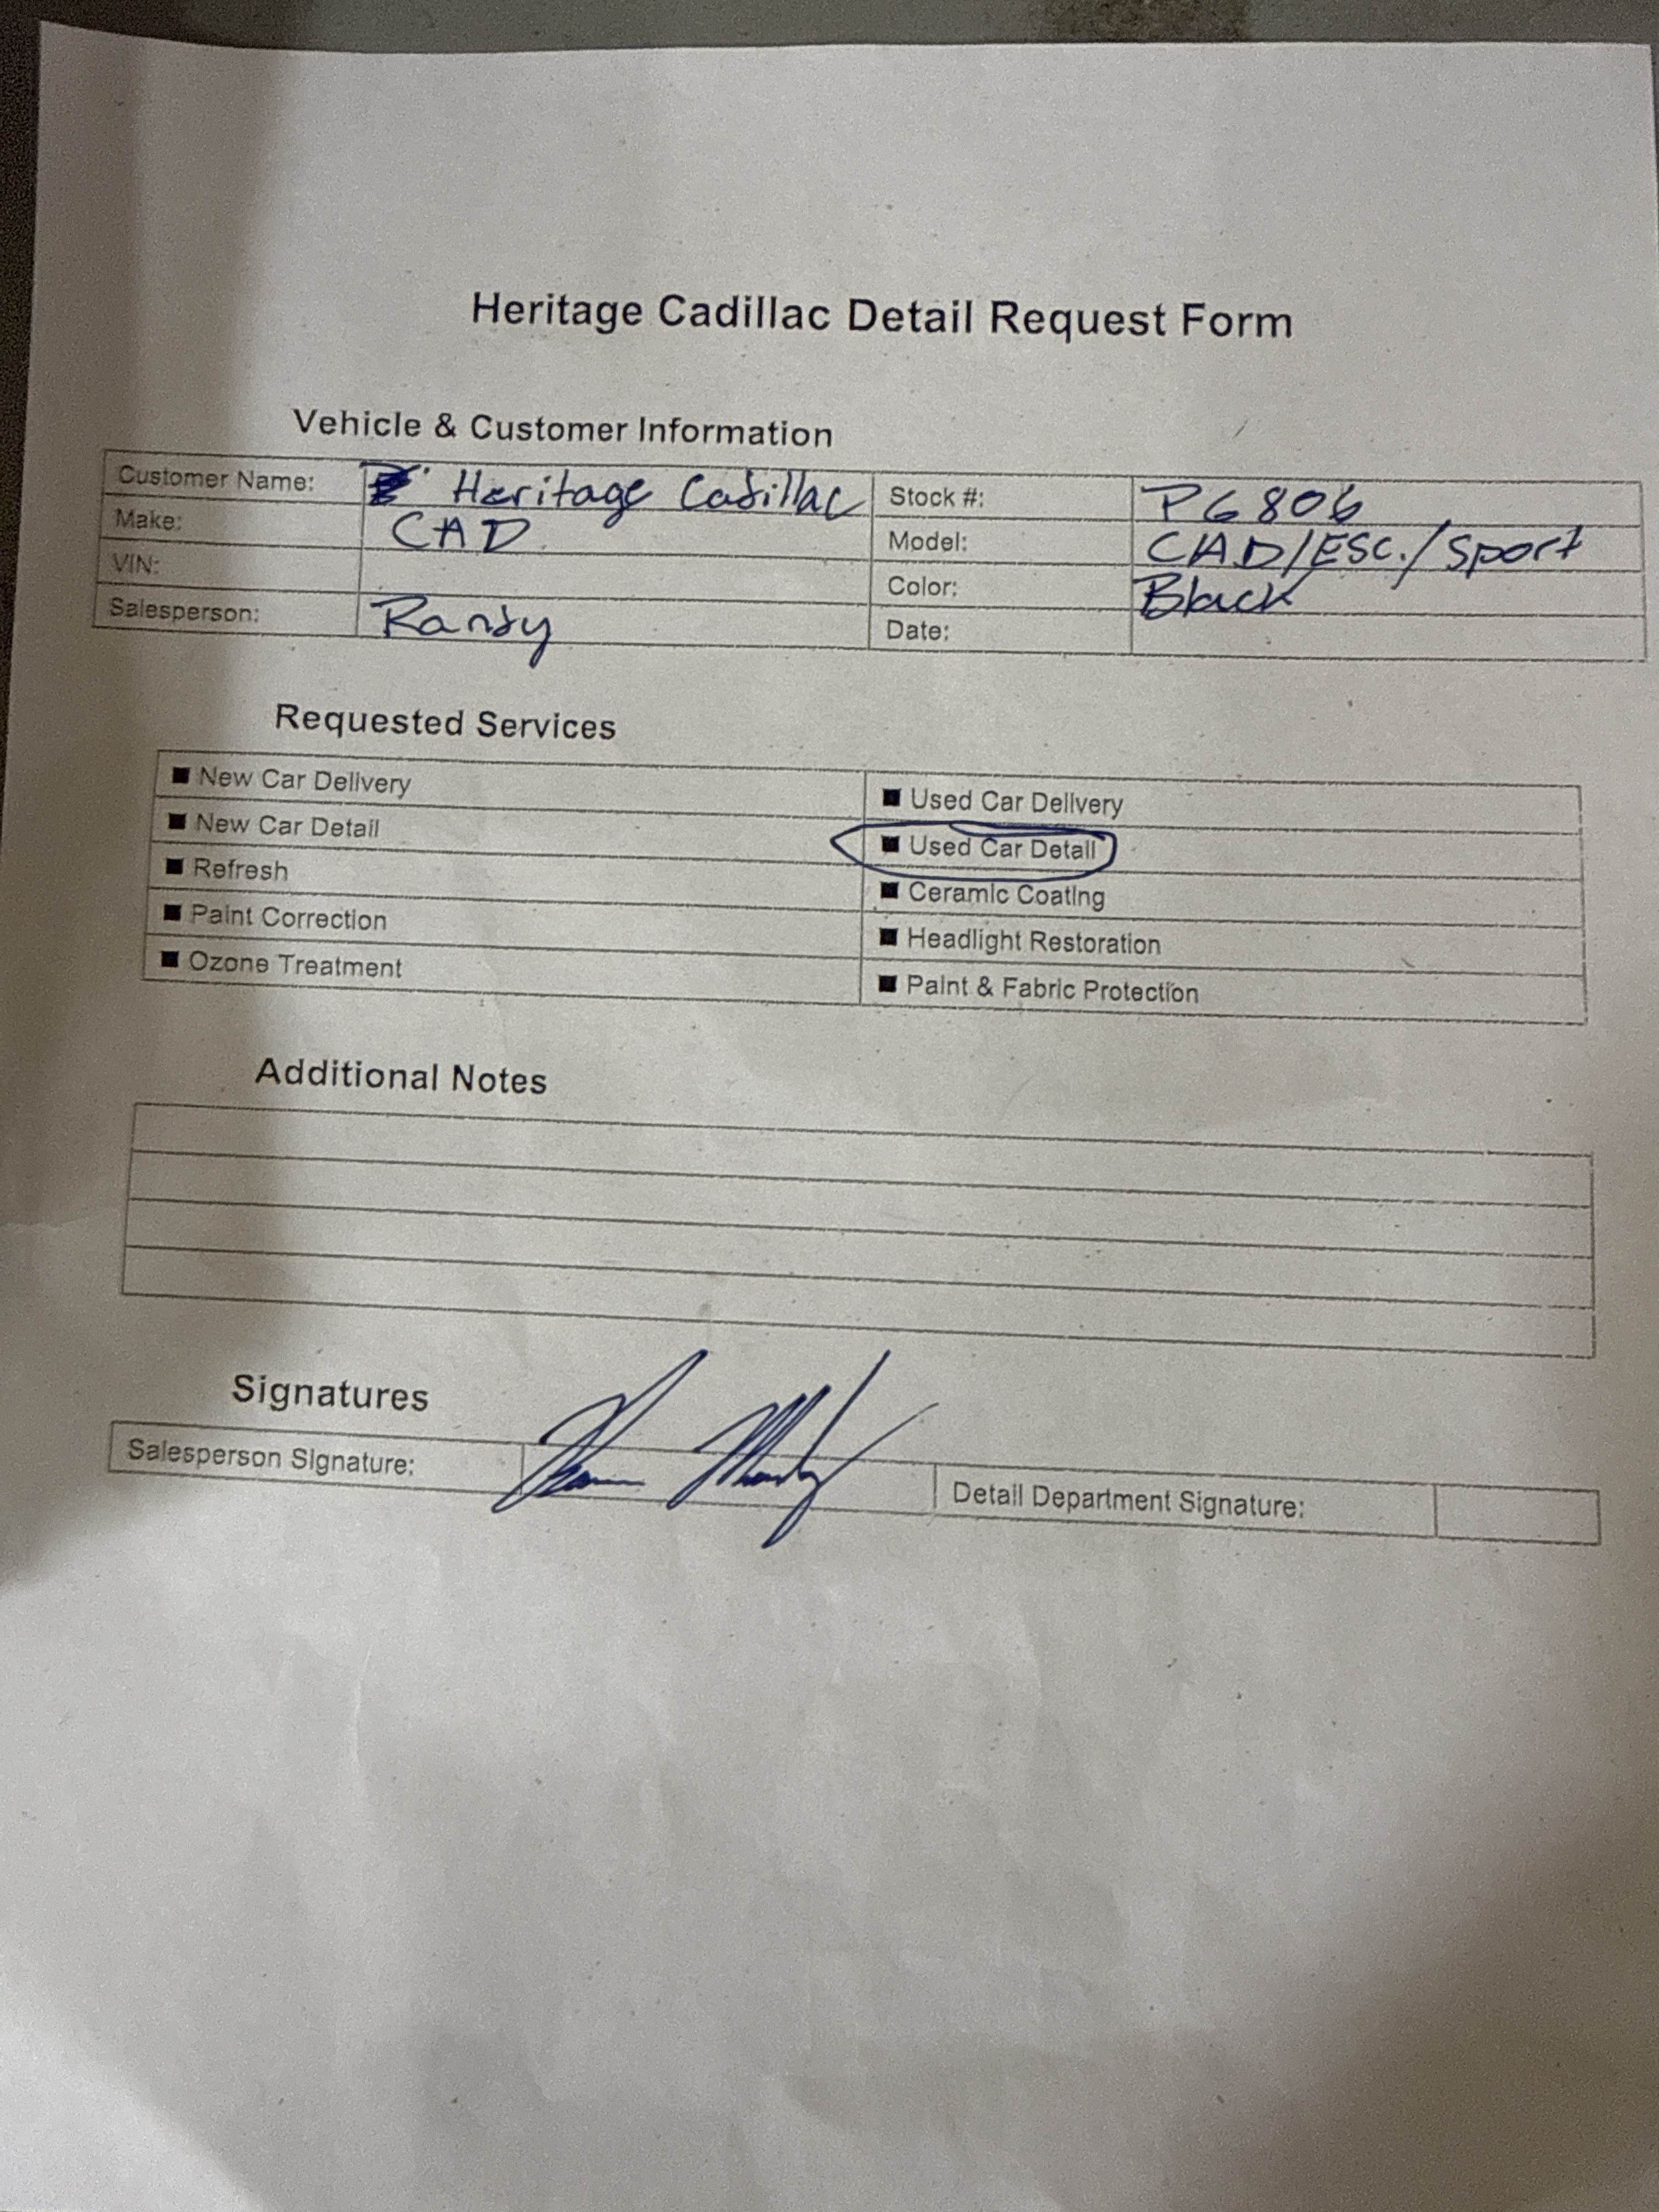 Heritage Cadillac Detail Request Form
Vehicle & Customer Information
Customer Name: Heritage Cadillac Stock #: P6806
Make: CAD Model: CAD/ESC./Sport
VIN: Color: Black
Salesperson: Randy Date:
Requested Services
■ New Car Delivery ■ Used Car Delivery
■ New Car Detail ■ Used Car Detail
■ Refresh ■ Ceramic Coating
■ Paint Correction ■ Headlight Restoration
■ Ozone Treatment ■ Paint & Fabric Protection
Additional Notes
Signatures
Salesperson Signature: Detail Department Signature: